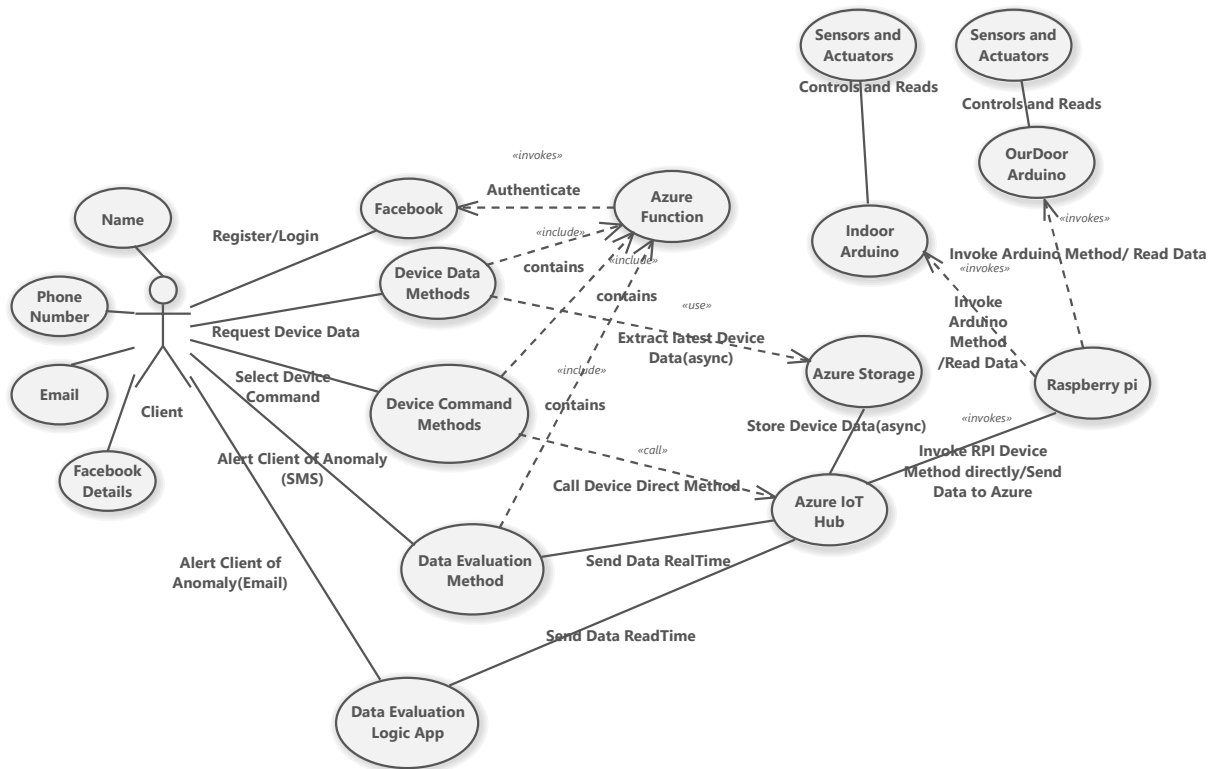 Sensors and
Actuators
Sensors and
Actuators
Controls and Reads
Controls and Reads
OurDoor
Arduino
«invokes»
Authenticate
Azure
Function
Facebook
Name
Register/Login
«include»
contains
«include»
Indoor
Arduino
«invokes»
Invoke Arduino Method/ Read Data
«invokes»
Device Data
Methods
Phone
Number
Request Device Data
contains
«use»
Extract latest Device
Data(async)
Invoke
Arduino
Method
/Read Data
Azure Storage
Raspberry pi
Select Device
Command
«include»
contains
Email
Client
Device Command
Methods
Store Device Data(async)
«invokes»
Invoke RPI Device
Method directly/Send
Data to Azure
Alert Client of Anomaly
(SMS)
«call»
Call Device Direct Method
Facebook
Details
Azure IoT
Hub
Alert Client of
Anomaly(Email)
Data Evaluation
Method
Send Data RealTime
Send Data ReadTime
Data Evaluation
Logic App